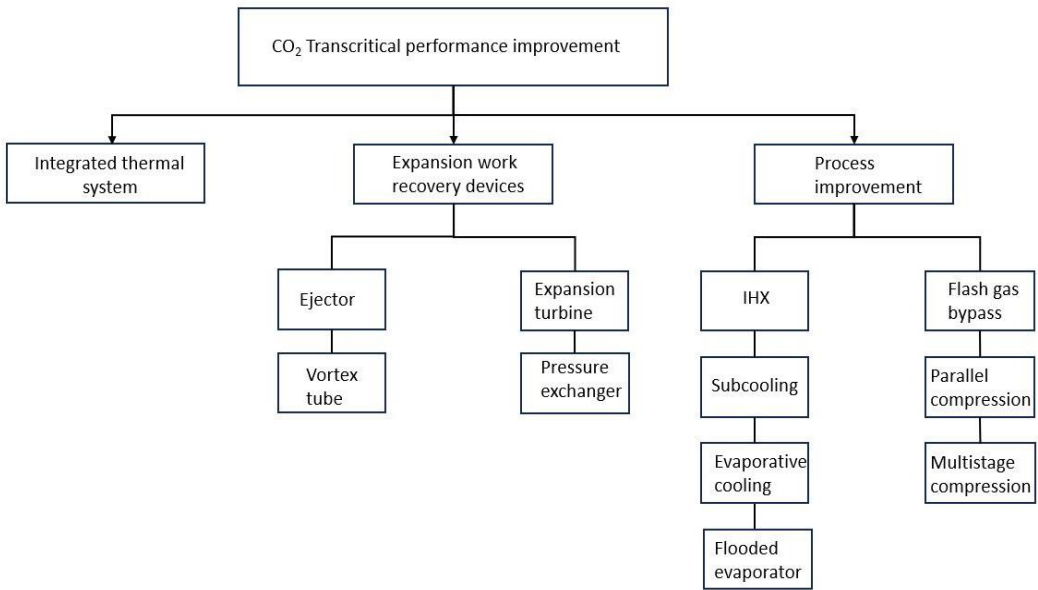 CO₂ Transcritical performance improvement
Integrated thermal
system
Expansion work
recovery devices
Process
improvement
Ejector
Vortex
tube
Expansion
turbine
Pressure
exchanger
IHX
Subcooling
Evaporative
cooling
Flooded
evaporator
Flash gas
bypass
Parallel
compression
Multistage
compression